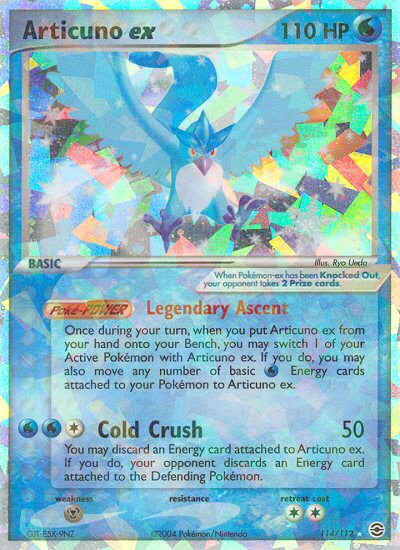 Articuno ex 110 HP
BASIC
Illus. Ryo Ueda
When Pokémon-ex has been Knocked Out,
your opponent takes 2 Prize cards.
Poké-POWER Legendary Ascent
Once during your turn, when you put Articuno ex from
your hand onto your Bench, you may switch 1 of your
Active Pokémon with Articuno ex. If you do, you may
also move any number of basic Energy cards
attached to your Pokémon to Articuno ex.
Cold Crush 50
You may discard an Energy card attached to Articuno ex.
If you do, your opponent discards an Energy card
attached to the Defending Pokémon.
weakness resistance retreat cost
GJT-E5X-9NZ ©2004 Pokémon/Nintendo 114/112